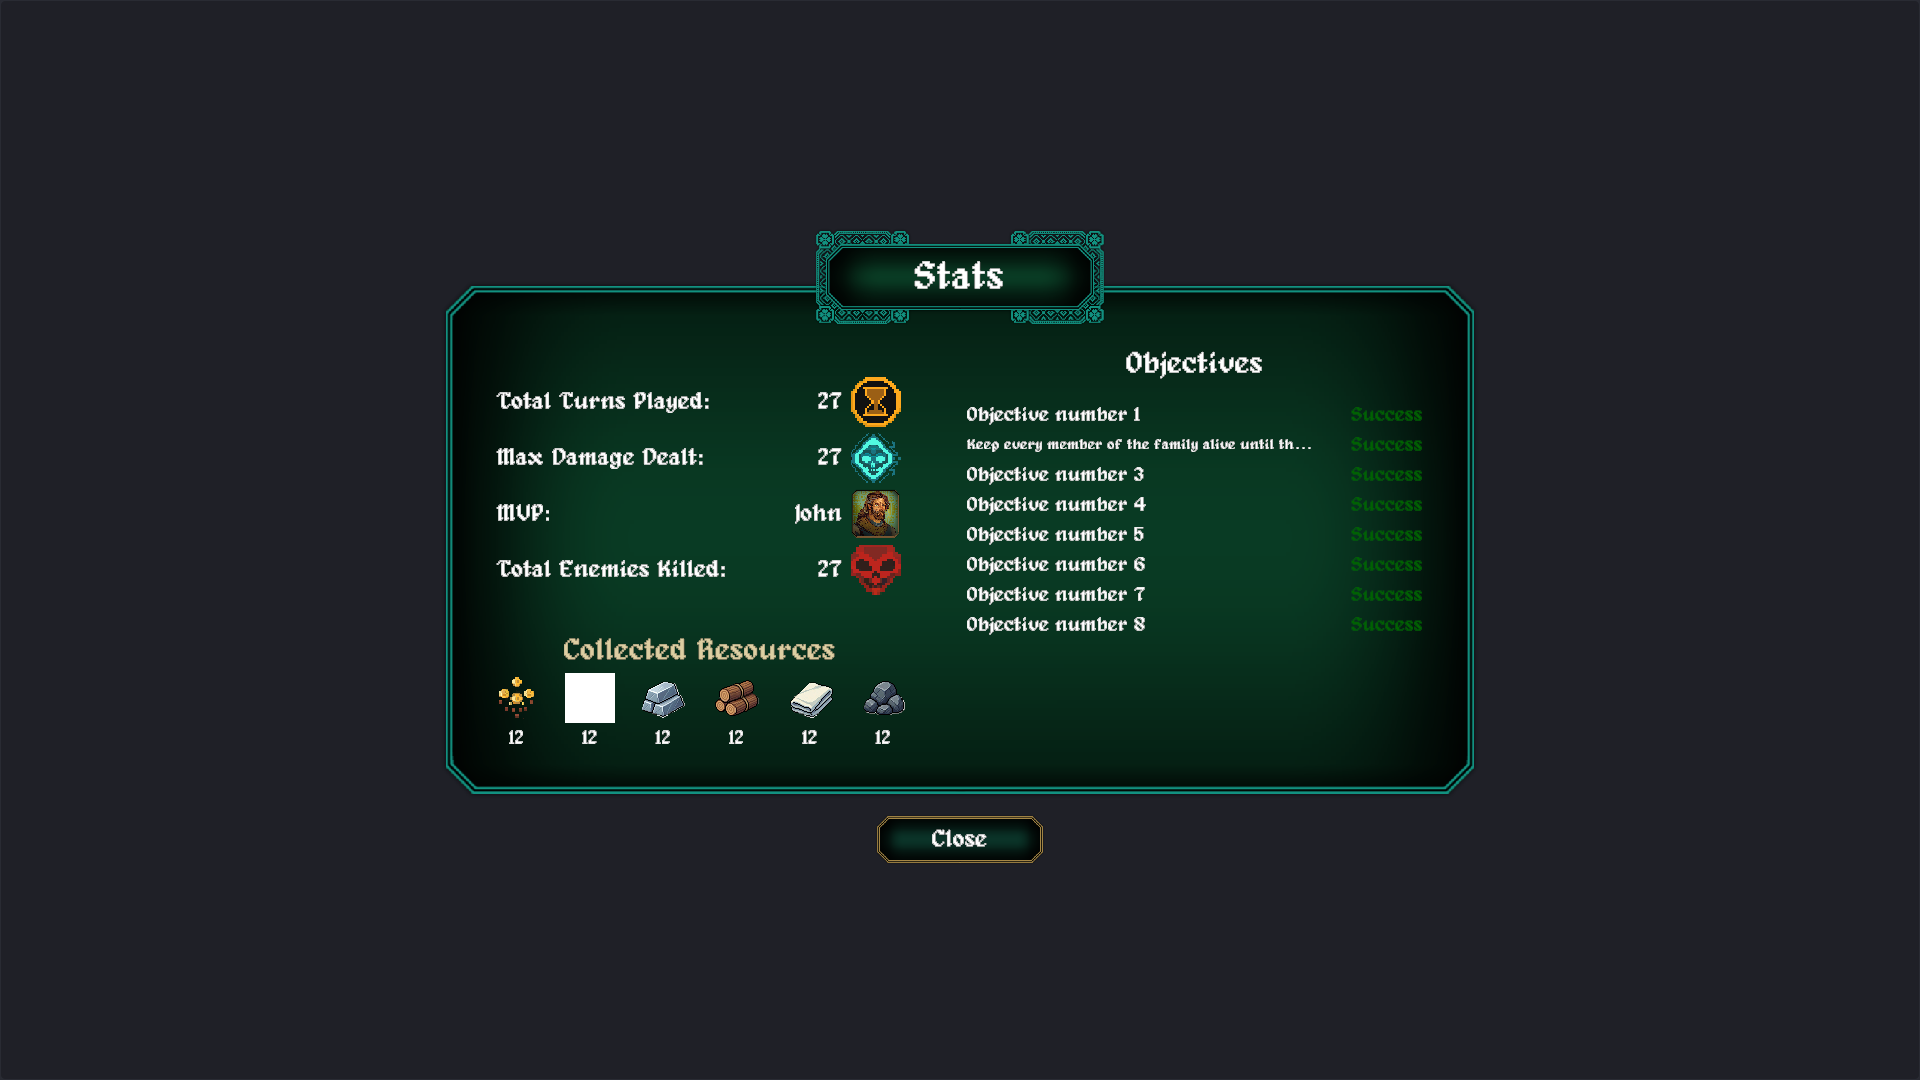 Stats
Total Turns Played: 27
Max Damage Dealt: 27
MVP: John
Total Enemies Killed: 27
Collected Resources
12 12 12 12 12 12
Objectives
Objective number 1 Success
Keep every member of the family alive until th... Success
Objective number 3 Success
Objective number 4 Success
Objective number 5 Success
Objective number 6 Success
Objective number 7 Success
Objective number 8 Success
Close